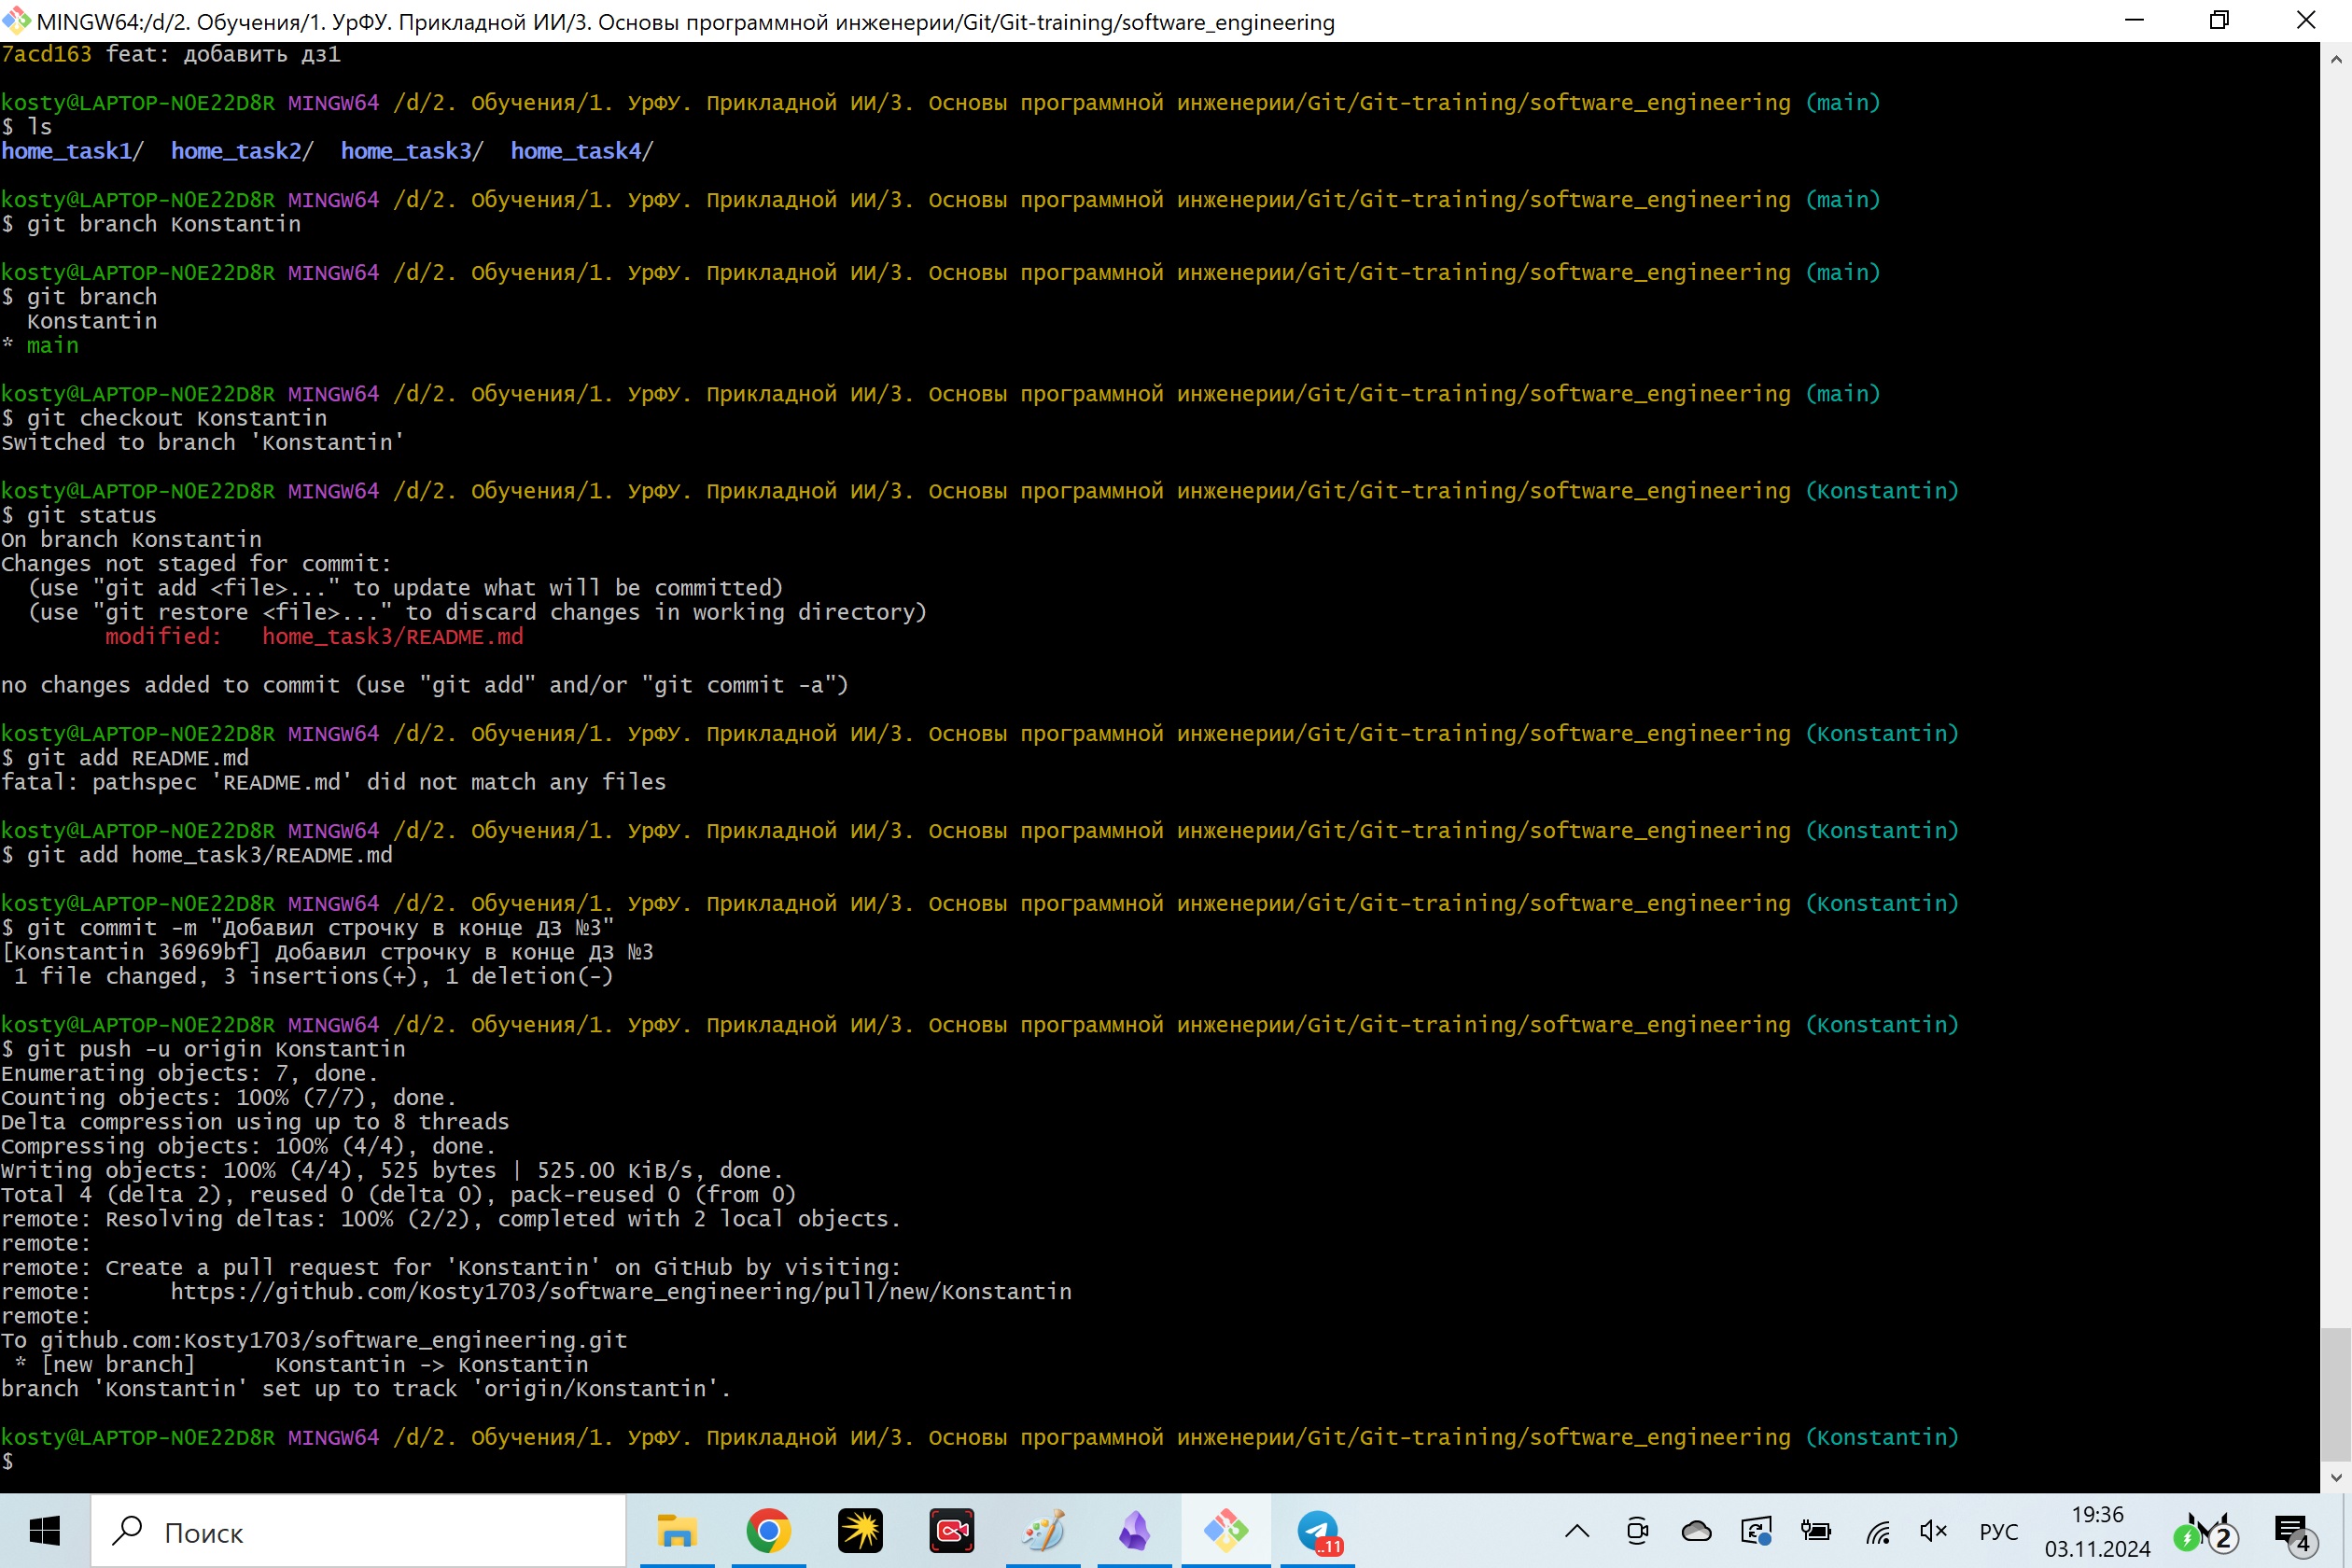 MINGW64:/d/2. Обучения/1. УрФУ. Прикладной ИИ/3. Основы программной инженерии/Git/Git-training/software_engineering
7acd163 feat: добавить дз1
kosty@LAPTOP-N0E22D8R MINGW64 /d/2. Обучения/1. УрФУ. Прикладной ИИ/3. Основы программной инженерии/Git/Git-training/software_engineering (main)
$ ls
home_task1/  home_task2/  home_task3/  home_task4/
kosty@LAPTOP-N0E22D8R MINGW64 /d/2. Обучения/1. УрФУ. Прикладной ИИ/3. Основы программной инженерии/Git/Git-training/software_engineering (main)
$ git branch Konstantin
kosty@LAPTOP-N0E22D8R MINGW64 /d/2. Обучения/1. УрФУ. Прикладной ИИ/3. Основы программной инженерии/Git/Git-training/software_engineering (main)
$ git branch
  Konstantin
* main
kosty@LAPTOP-N0E22D8R MINGW64 /d/2. Обучения/1. УрФУ. Прикладной ИИ/3. Основы программной инженерии/Git/Git-training/software_engineering (main)
$ git checkout Konstantin
Switched to branch 'Konstantin'
kosty@LAPTOP-N0E22D8R MINGW64 /d/2. Обучения/1. УрФУ. Прикладной ИИ/3. Основы программной инженерии/Git/Git-training/software_engineering (Konstantin)
$ git status
On branch Konstantin
Changes not staged for commit:
  (use "git add <file>..." to update what will be committed)
  (use "git restore <file>..." to discard changes in working directory)
        modified:   home_task3/README.md
no changes added to commit (use "git add" and/or "git commit -a")
kosty@LAPTOP-N0E22D8R MINGW64 /d/2. Обучения/1. УрФУ. Прикладной ИИ/3. Основы программной инженерии/Git/Git-training/software_engineering (Konstantin)
$ git add README.md
fatal: pathspec 'README.md' did not match any files
kosty@LAPTOP-N0E22D8R MINGW64 /d/2. Обучения/1. УрФУ. Прикладной ИИ/3. Основы программной инженерии/Git/Git-training/software_engineering (Konstantin)
$ git add home_task3/README.md
kosty@LAPTOP-N0E22D8R MINGW64 /d/2. Обучения/1. УрФУ. Прикладной ИИ/3. Основы программной инженерии/Git/Git-training/software_engineering (Konstantin)
$ git commit -m "Добавил строчку в конце ДЗ №3"
[Konstantin 36969bf] Добавил строчку в конце ДЗ №3
 1 file changed, 3 insertions(+), 1 deletion(-)
kosty@LAPTOP-N0E22D8R MINGW64 /d/2. Обучения/1. УрФУ. Прикладной ИИ/3. Основы программной инженерии/Git/Git-training/software_engineering (Konstantin)
$ git push -u origin Konstantin
Enumerating objects: 7, done.
Counting objects: 100% (7/7), done.
Delta compression using up to 8 threads
Compressing objects: 100% (4/4), done.
Writing objects: 100% (4/4), 525 bytes | 525.00 KiB/s, done.
Total 4 (delta 2), reused 0 (delta 0), pack-reused 0 (from 0)
remote: Resolving deltas: 100% (2/2), completed with 2 local objects.
remote:
remote: Create a pull request for 'Konstantin' on GitHub by visiting:
remote:      https://github.com/Kosty1703/software_engineering/pull/new/Konstantin
remote:
To github.com:Kosty1703/software_engineering.git
 * [new branch]      Konstantin -> Konstantin
branch 'Konstantin' set up to track 'origin/Konstantin'.
kosty@LAPTOP-N0E22D8R MINGW64 /d/2. Обучения/1. УрФУ. Прикладной ИИ/3. Основы программной инженерии/Git/Git-training/software_engineering (Konstantin)
$
Поиск
..11
РУС
19:36
03.11.2024
2
4